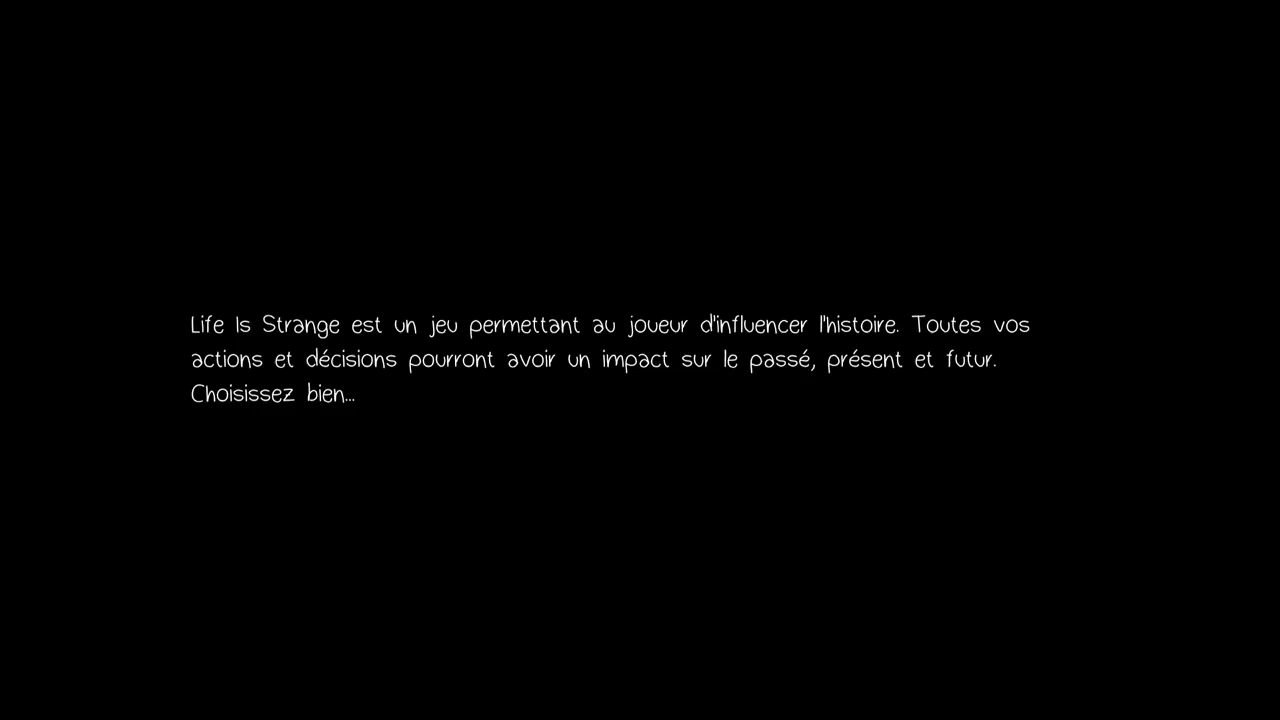 Life Is Strange est un jeu permettant au joueur d'influencer l'histoire. Toutes vos
actions et décisions pourront avoir un impact sur le passé, présent et futur.
Choisissez bien...